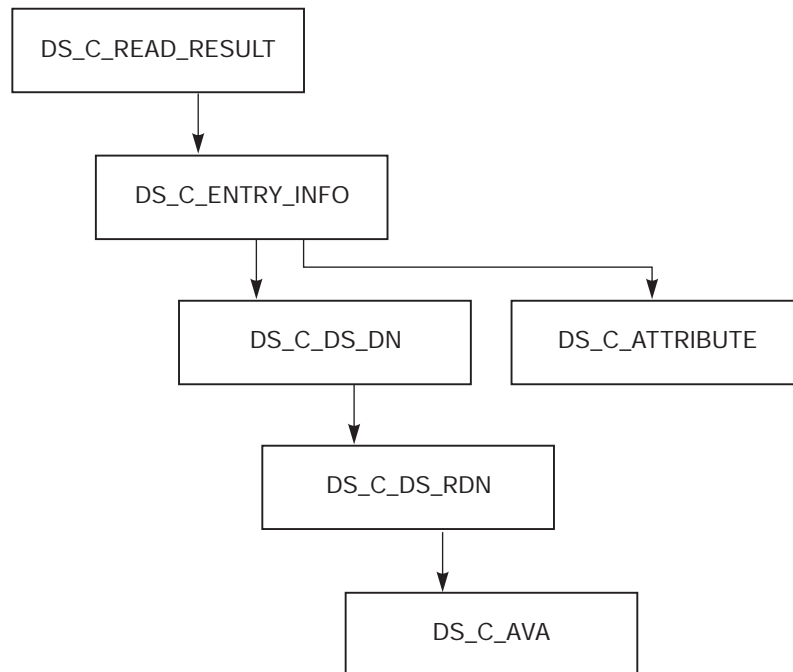 DS_C_READ_RESULT
DS_C_ENTRY_INFO
DS_C_DS_DN
DS_C_ATTRIBUTE
DS_C_DS_RDN
DS_C_AVA